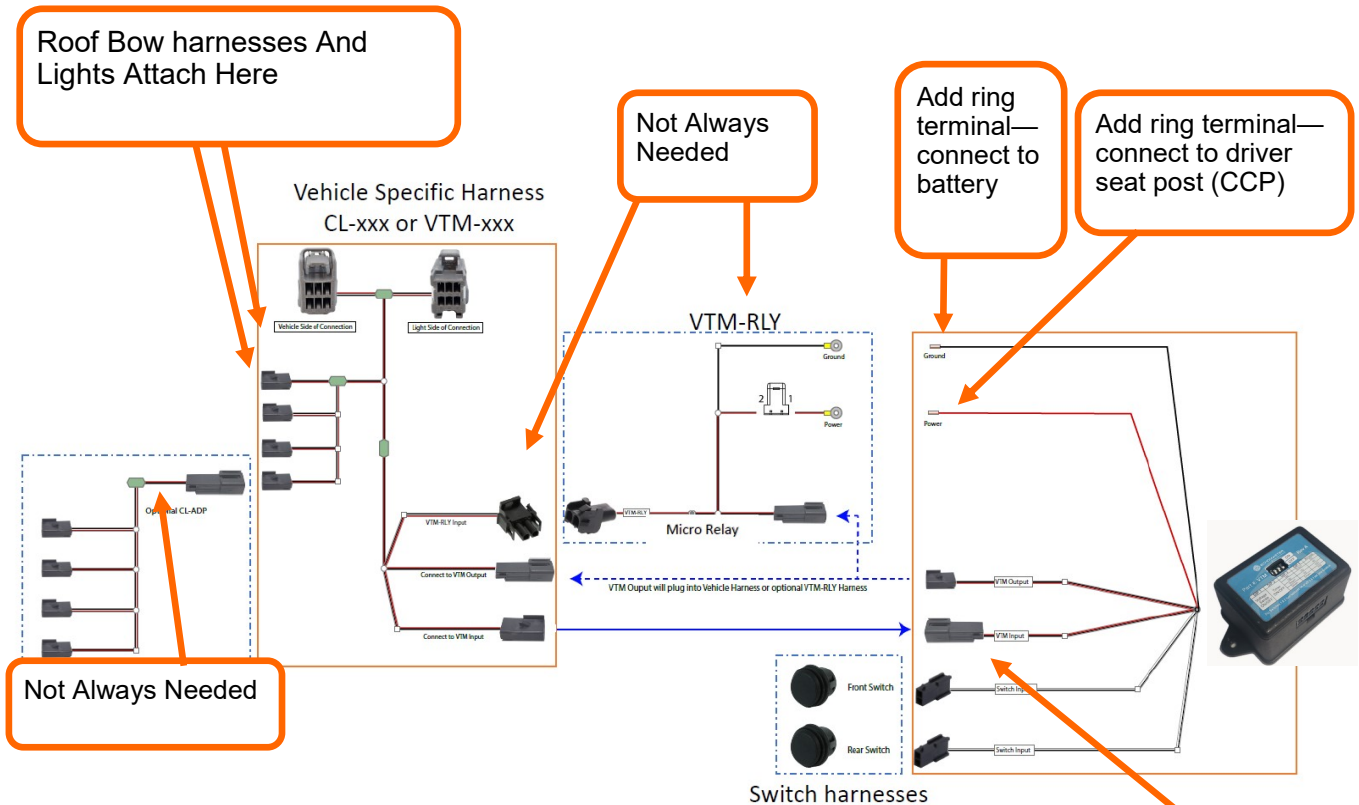 Roof Bow harnesses And
Lights Attach Here
Not Always
Needed
Add ring
terminal—
connect to
battery
Add ring terminal—
connect to driver
seat post (CCP)
Vehicle Specific Harness
CL-xxx or VTM-xxx
Vehicle Side of Connection
Light Side of Connection
VTM-RLY
Ground
2
1
Power
Ground
Power
Optional CL-ADP
VTM-RLY Input
VTM-RLY
Micro Relay
Connect to VTM Output
VTM Ouput will plug into Vehicle Harness or optional VTM-RLY Harness
Connect to VTM Input
VTM Output
VTM Input
Switch Input
Switch Input
Not Always Needed
Front Switch
Rear Switch
Switch harnesses